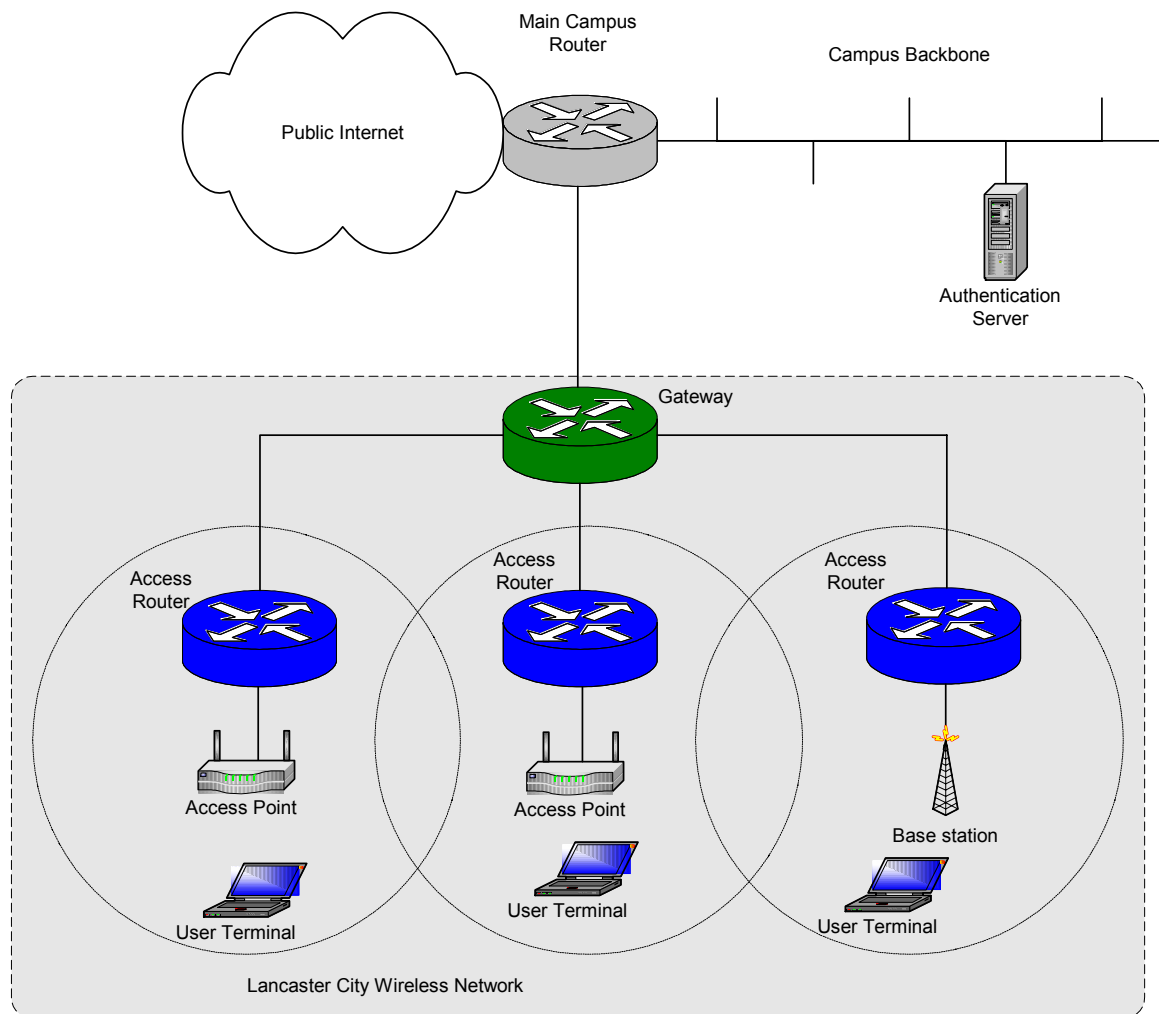 Main Campus
Router
Campus Backbone
Public Internet
Authentication
Server
Gateway
Access
Router
Access
Router
Access
Router
Access Point
Access Point
Base station
User Terminal
User Terminal
User Terminal
Lancaster City Wireless Network